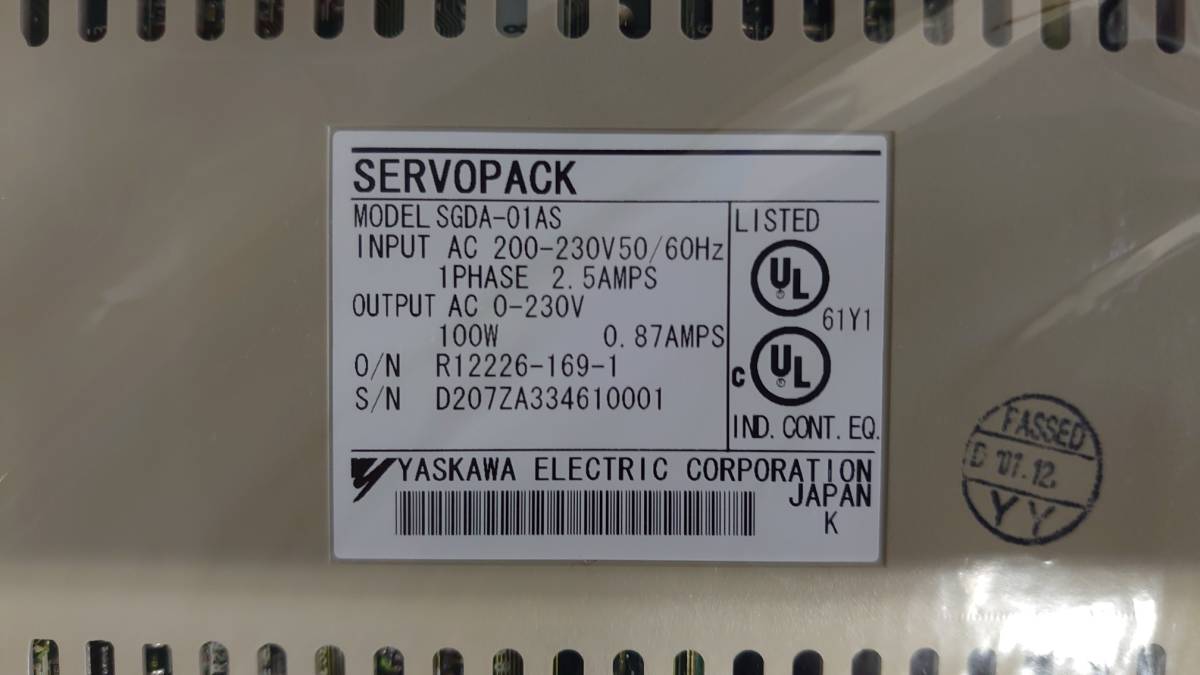 SERVOPACK
MODEL SGDA-01AS
INPUT AC 200-230V50/60Hz
1PHASE 2.5AMPS
OUTPUT AC 0-230V
100W 0.87AMPS
O/N R12226-169-1
S/N D207ZA334610001
LISTED
UL
61Y1
c UL
IND. CONT. EQ.
YASKAWA ELECTRIC CORPORATION
JAPAN
K
PASSED
D '01.12.
YY